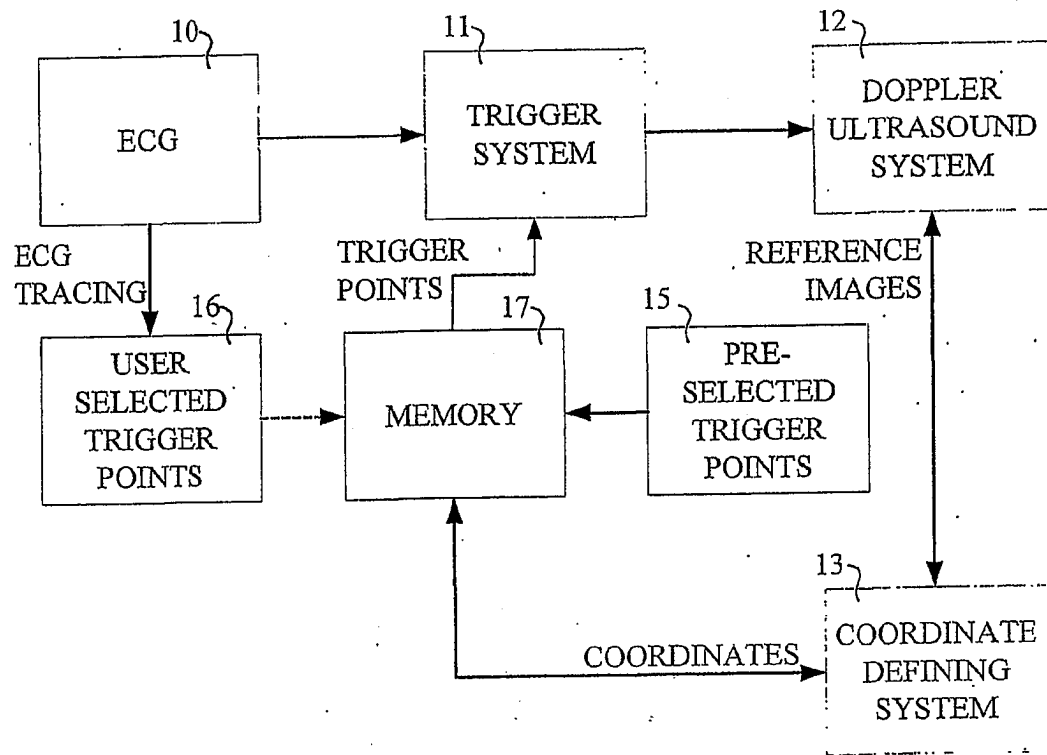 10
ECG
11
TRIGGER
SYSTEM
12
DOPPLER
ULTRASOUND
SYSTEM
ECG
TRACING
TRIGGER
POINTS
REFERENCE
IMAGES
16
USER
SELECTED
TRIGGER
POINTS
17
MEMORY
15
PRE-
SELECTED
TRIGGER
POINTS
COORDINATES
13
COORDINATE
DEFINING
SYSTEM